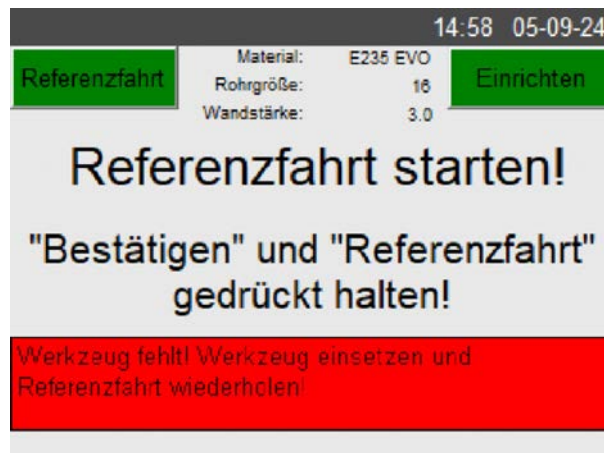 14:58 05-09-24
Referenzfahrt
Material: E235 EVO
Rohrgröße: 16
Wandstärke: 3.0
Einrichten
Referenzfahrt starten!
"Bestätigen" und "Referenzfahrt"
gedrückt halten!
Werkzeug fehlt! Werkzeug einsetzen und
Referenzfahrt wiederholen!